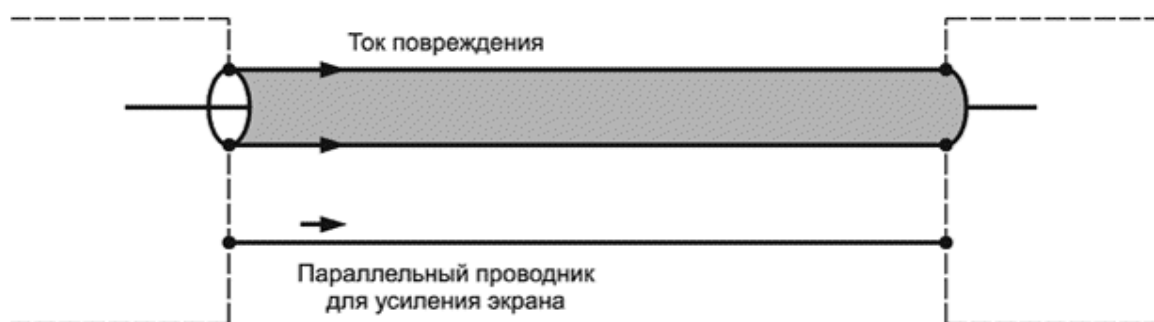 Ток повреждения
Параллельный проводник
для усиления экрана